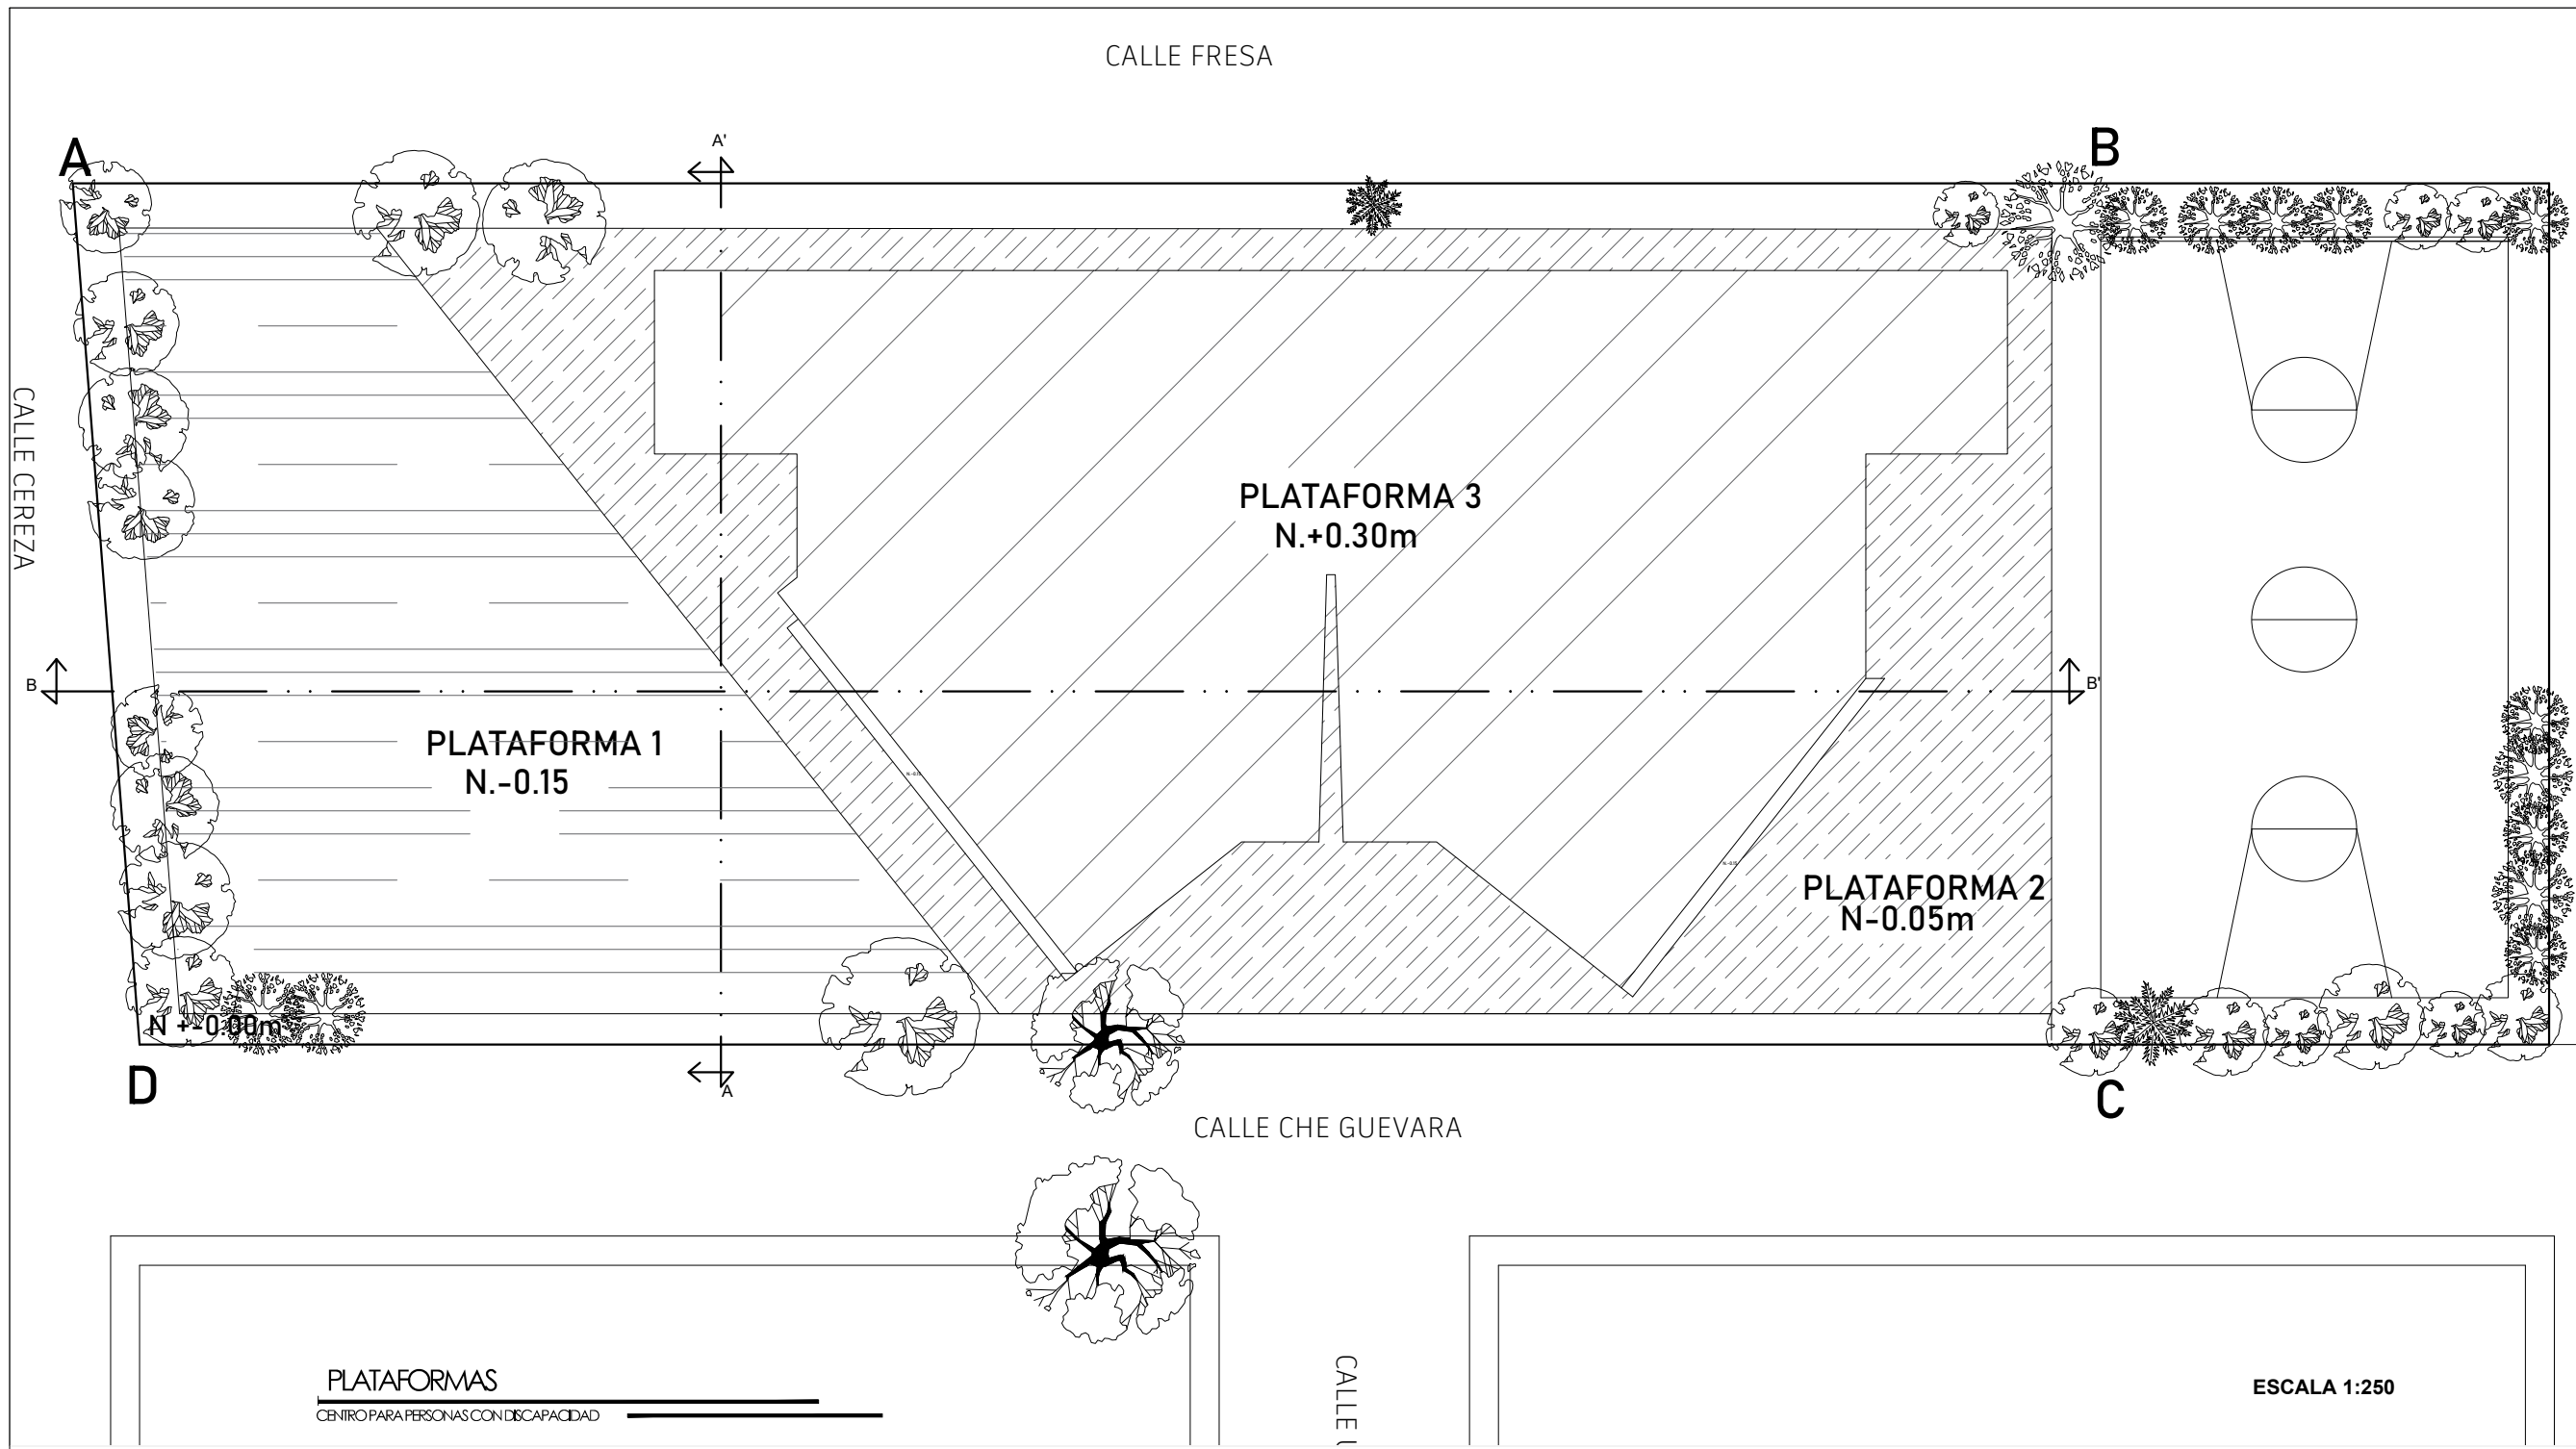 CALLE FRESA
A
A'
B
CALLE CEREZA
PLATAFORMA 3
N.+0.30m
B
B'
PLATAFORMA 1
N.-0.15
PLATAFORMA 2
N-0.05m
N +-0.00m
D
A
C
CALLE CHE GUEVARA
PLATAFORMAS
CENTRO PARA PERSONAS CON DISCAPACIDAD
CALLE
ESCALA 1:250